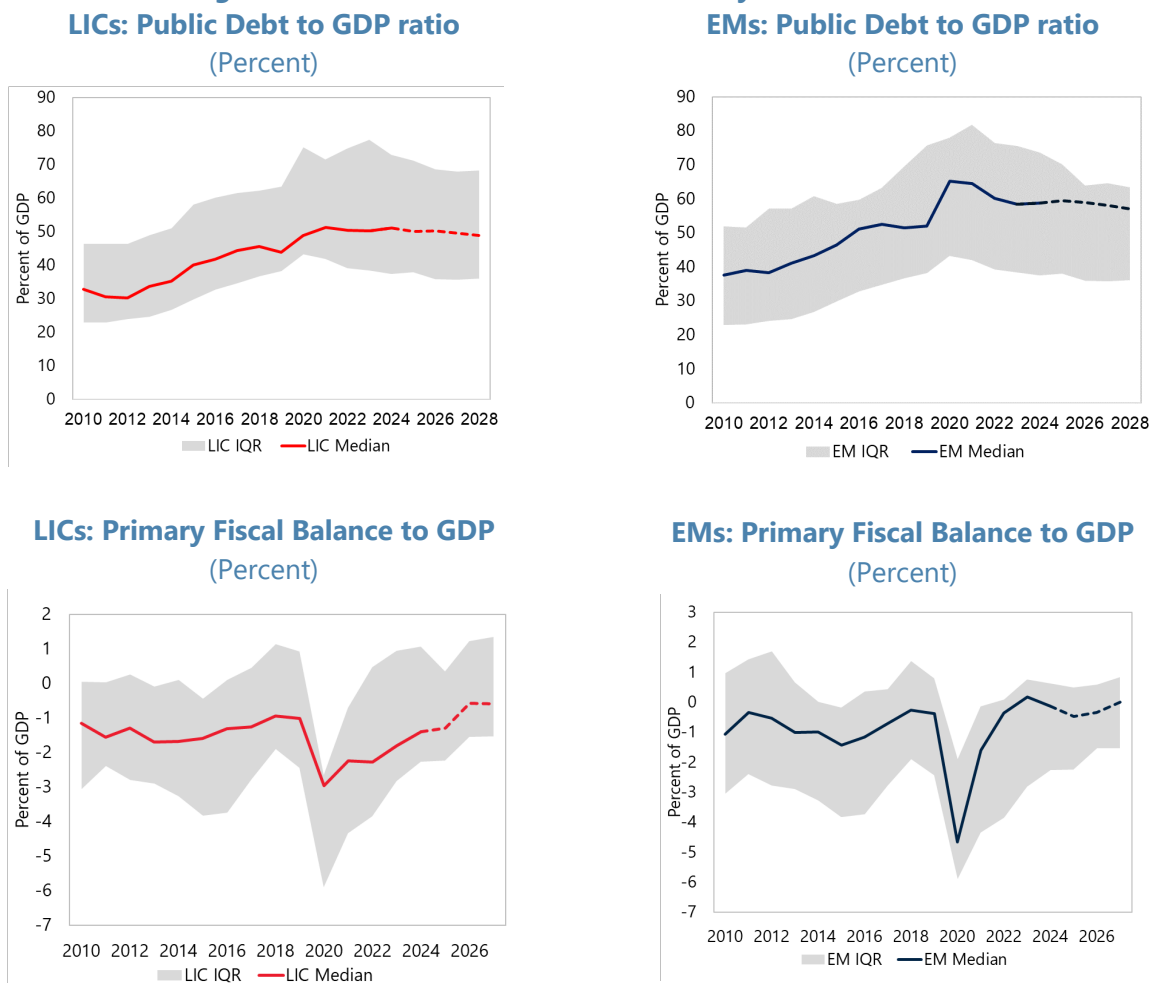 LICs: Public Debt to GDP ratio
(Percent)
90
80
70
60
50
40
30
20
10
0
Percent of GDP
2010 2012 2014 2016 2018 2020 2022 2024 2026 2028
LIC IQR LIC Median
EMs: Public Debt to GDP ratio
(Percent)
90
80
70
60
50
40
30
20
10
0
Percent of GDP
2010 2012 2014 2016 2018 2020 2022 2024 2026 2028
EM IQR EM Median
LICs: Primary Fiscal Balance to GDP
(Percent)
2
1
0
-1
-2
-3
-4
-5
-6
-7
Percent of GDP
2010 2012 2014 2016 2018 2020 2022 2024 2026
LIC IQR LIC Median
EMs: Primary Fiscal Balance to GDP
(Percent)
3
2
1
0
-1
-2
-3
-4
-5
-6
-7
Percent of GDP
2010 2012 2014 2016 2018 2020 2022 2024 2026
EM IQR EM Median